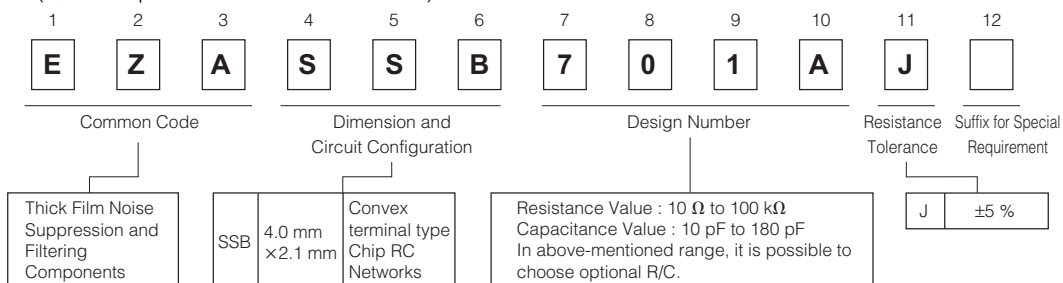 1 2 3 4 5 6 7 8 9 10 11 12
E Z A S S B 7 0 1 A J
Common Code
Dimension and
Circuit Configuration
Design Number
Resistance
Tolerance
Suffix for Special
Requirement
Thick Film Noise
Suppression and
Filtering
Components
SSB
4.0 mm
×2.1 mm
Convex
terminal type
Chip RC
Networks
Resistance Value : 10 Ω to 100 kΩ
Capacitance Value : 10 pF to 180 pF
In above-mentioned range, it is possible to
choose optional R/C.
J ±5 %